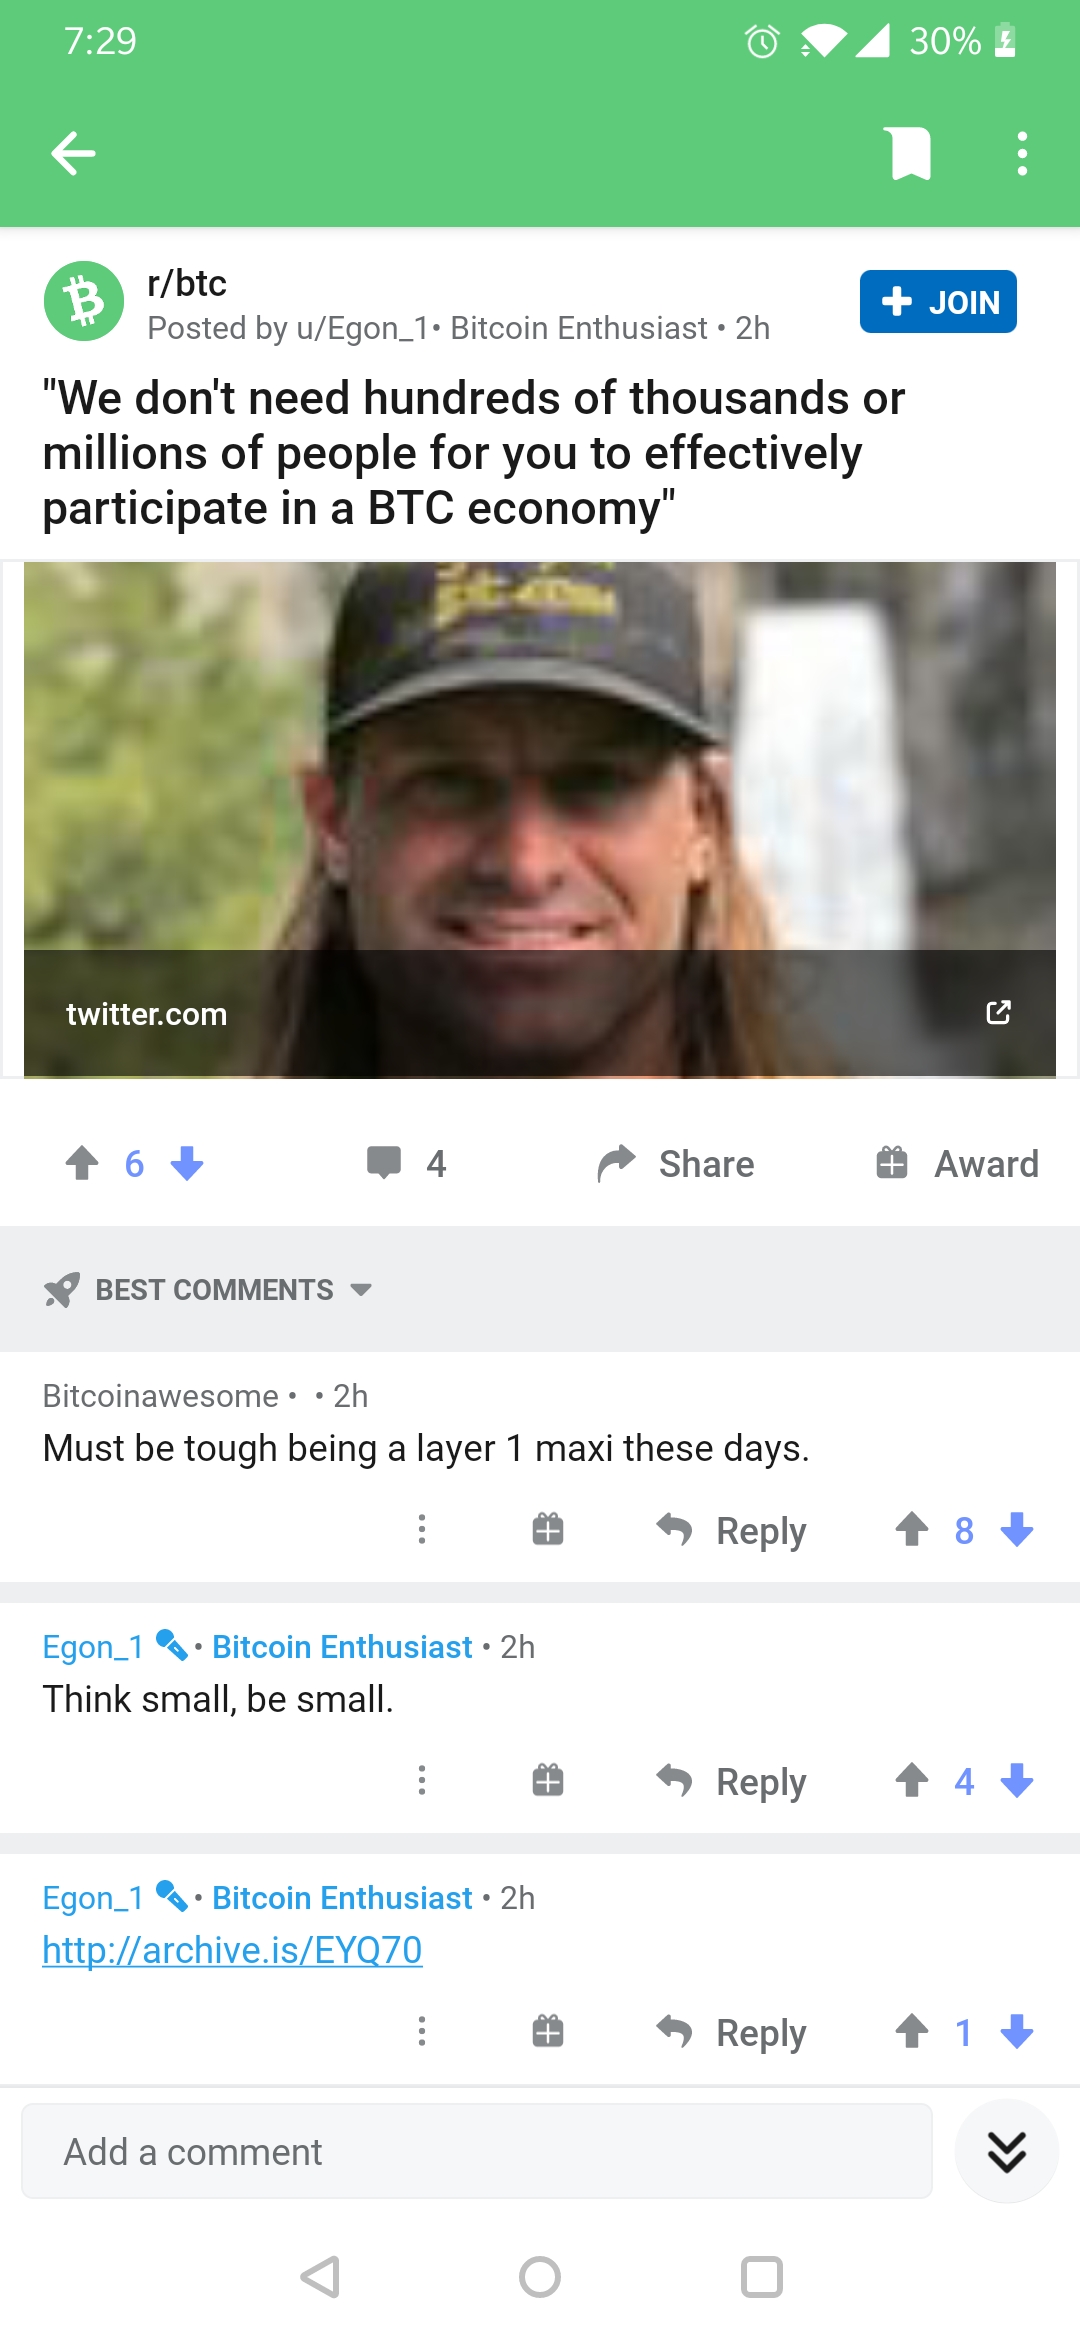 7:29
30%
r/btc
Posted by u/Egon_1• Bitcoin Enthusiast • 2h
JOIN
"We don't need hundreds of thousands or
millions of people for you to effectively
participate in a BTC economy"
twitter.com
6
4
Share
Award
BEST COMMENTS
Bitcoinawesome • • 2h
Must be tough being a layer 1 maxi these days.
Reply
8
Egon_1 • Bitcoin Enthusiast • 2h
Think small, be small.
Reply
4
Egon_1 • Bitcoin Enthusiast • 2h
http://archive.is/EYQ70
Reply
1
Add a comment